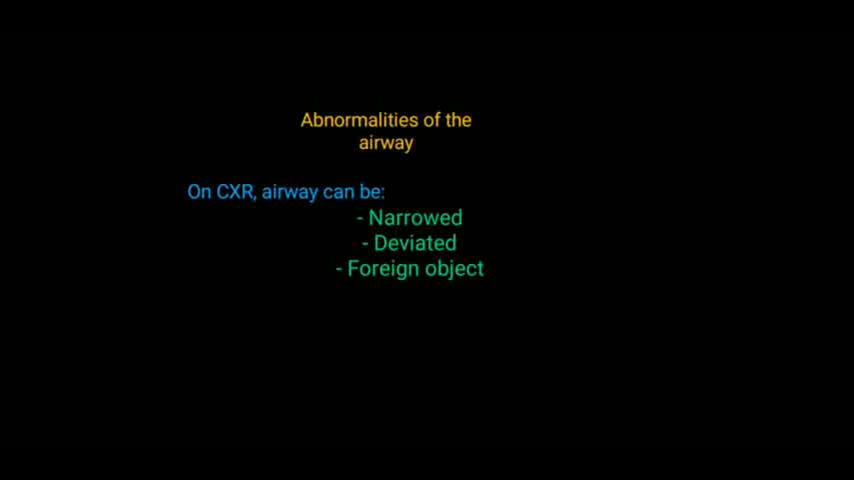 Abnormalities of the
airway
On CXR, airway can be:
- Narrowed
- Deviated
- Foreign object